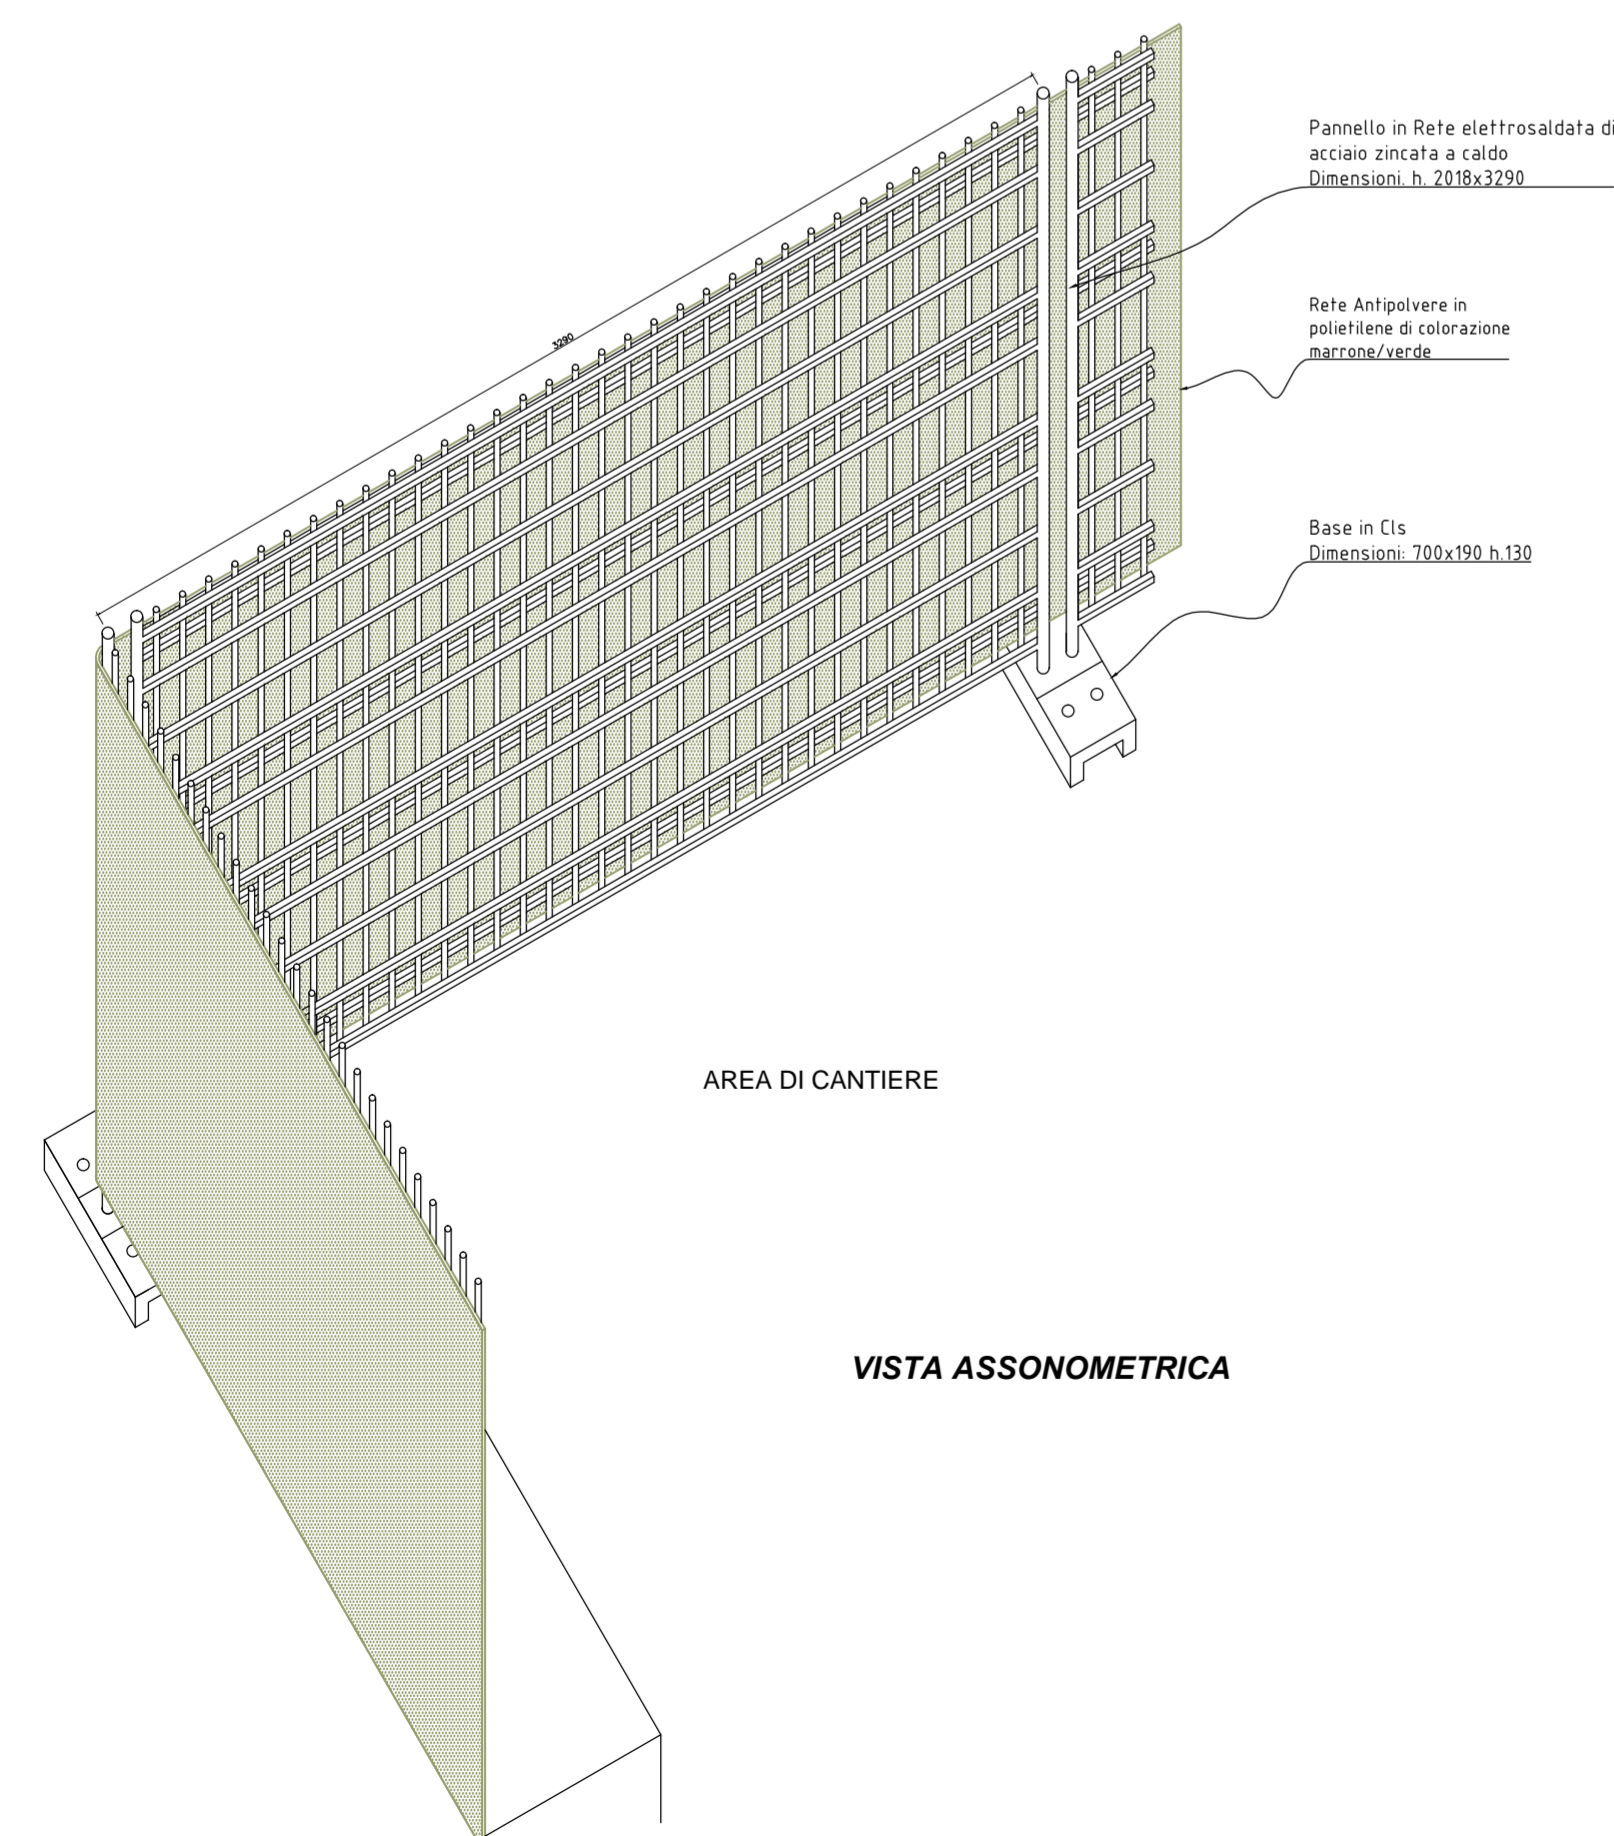 Pannello in Rete elettrosaldata di
acciaio zincata a caldo
Dimensioni. h. 2018x3290
3290
Rete Antipolvere in
polietilene di colorazione
marrone/verde
Base in Cls
Dimensioni: 700x190 h.130
AREA DI CANTIERE
VISTA ASSONOMETRICA